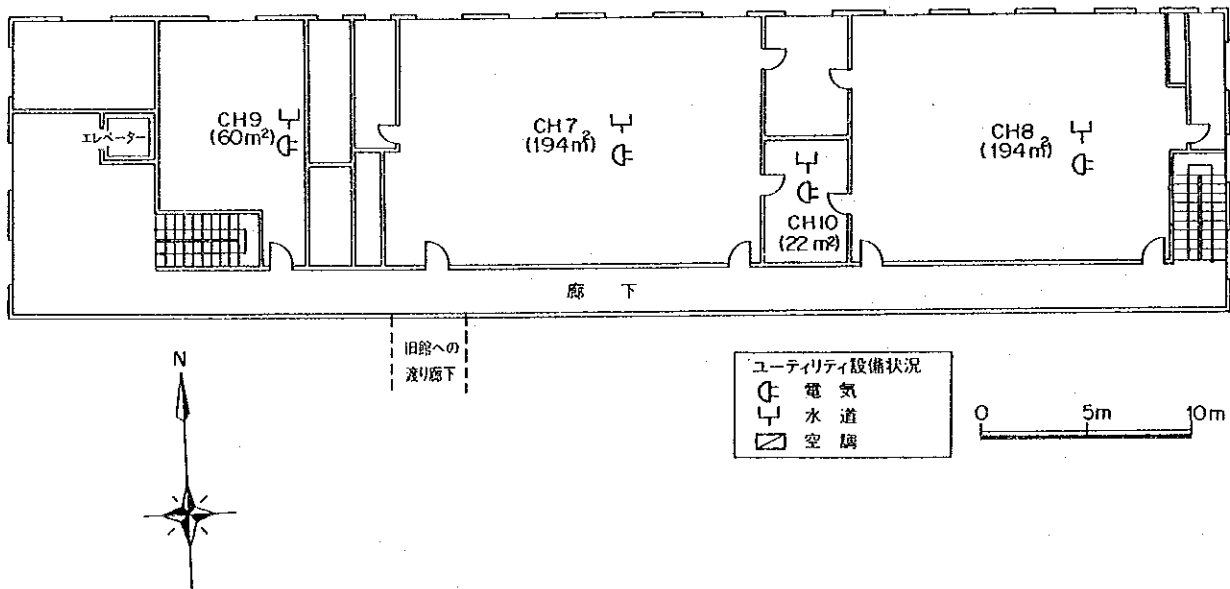 エレベーター
CH9
(60m²)
CH7
(194m²)
CH8
(194m²)
CH10
(22m²)
廊下
旧館への
渡り廊下
N
ユーティリティ設備状況
電気
水道
空調
0 5m 10m